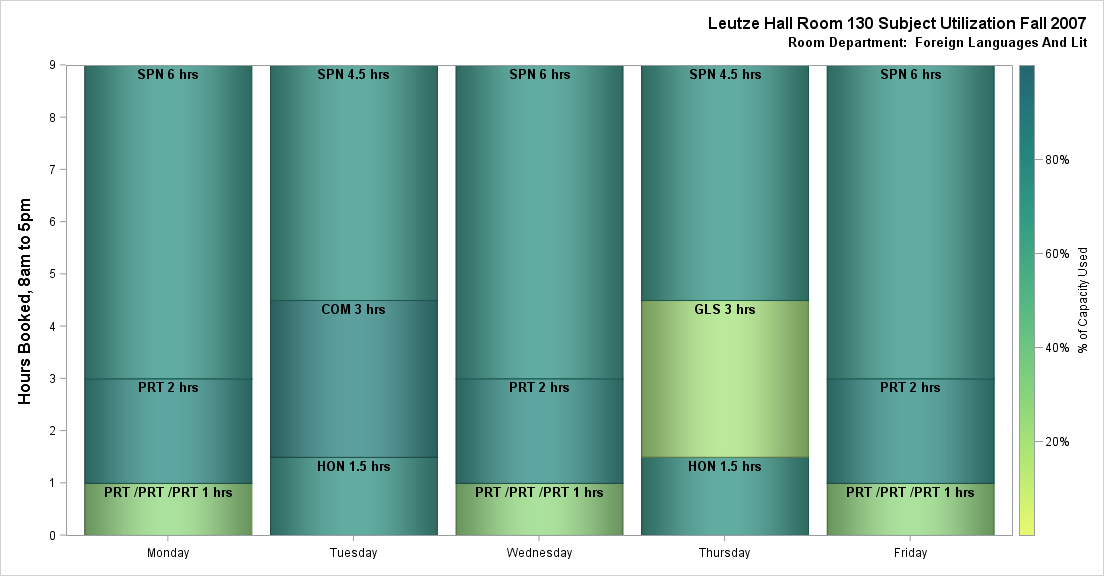 Leutze Hall Room 130 Subject Utilization Fall 2007
Room Department:  Foreign Languages And Lit
Hours Booked, 8am to 5pm
9
8
7
6
5
4
3
2
1
0
SPN 6 hrs
PRT 2 hrs
PRT /PRT /PRT 1 hrs
Monday
SPN 4.5 hrs
COM 3 hrs
HON 1.5 hrs
Tuesday
SPN 6 hrs
PRT 2 hrs
PRT /PRT /PRT 1 hrs
Wednesday
SPN 4.5 hrs
GLS 3 hrs
HON 1.5 hrs
Thursday
SPN 6 hrs
PRT 2 hrs
PRT /PRT /PRT 1 hrs
Friday
80%
60%
40%
20%
% of Capacity Used